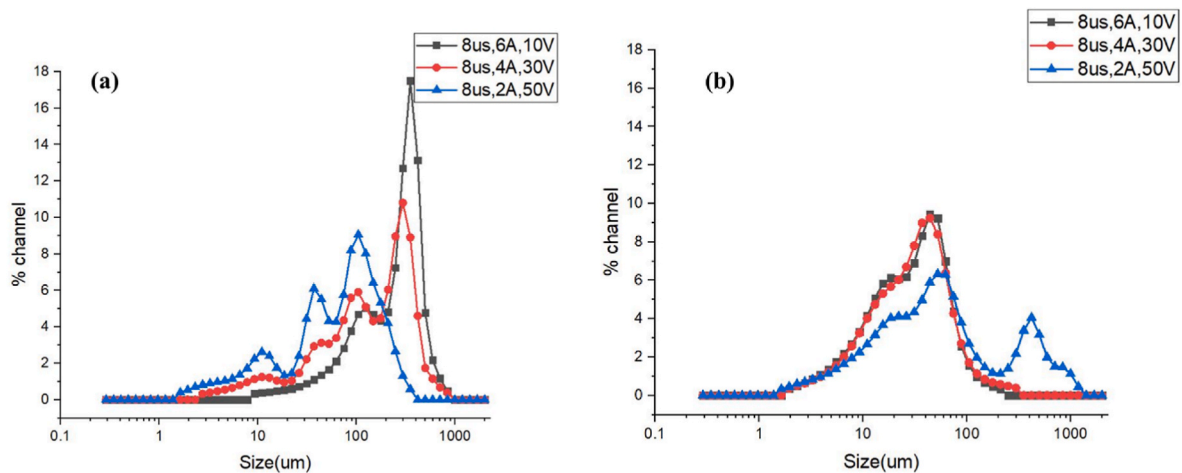 (a)
8us,6A,10V
8us,4A,30V
8us,2A,50V
% channel
18
16
14
12
10
8
6
4
2
0
0.1 1 10 100 1000
Size(um)
(b)
8us,6A,10V
8us,4A,30V
8us,2A,50V
% channel
18
16
14
12
10
8
6
4
2
0
0.1 1 10 100 1000
Size(um)